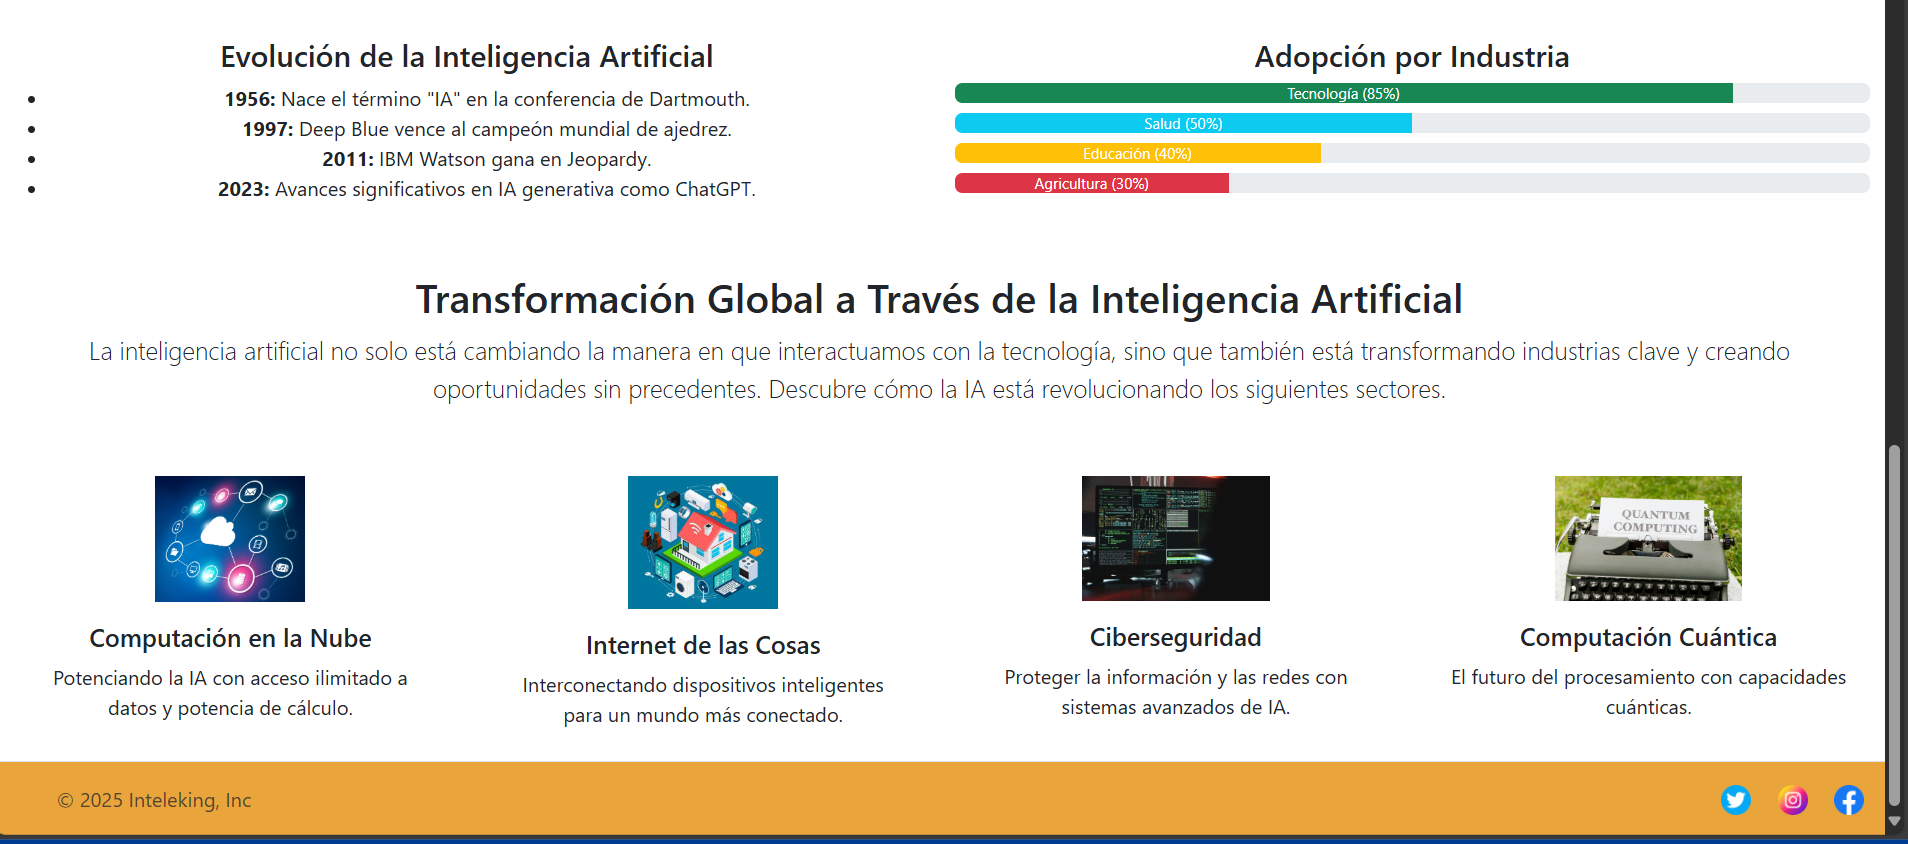 Evolución de la Inteligencia Artificial
1956: Nace el término "IA" en la conferencia de Dartmouth.
1997: Deep Blue vence al campeón mundial de ajedrez.
2011: IBM Watson gana en Jeopardy.
2023: Avances significativos en IA generativa como ChatGPT.
Adopción por Industria
Tecnología (85%)
Salud (50%)
Educación (40%)
Agricultura (30%)
Transformación Global a Través de la Inteligencia Artificial
La inteligencia artificial no solo está cambiando la manera en que interactuamos con la tecnología, sino que también está transformando industrias clave y creando
oportunidades sin precedentes. Descubre cómo la IA está revolucionando los siguientes sectores.
QUANTUM
COMPUTING
Computación en la Nube
Potenciando la IA con acceso ilimitado a
datos y potencia de cálculo.
Internet de las Cosas
Interconectando dispositivos inteligentes
para un mundo más conectado.
Ciberseguridad
Proteger la información y las redes con
sistemas avanzados de IA.
Computación Cuántica
El futuro del procesamiento con capacidades
cuánticas.
© 2025 Inteleking, Inc